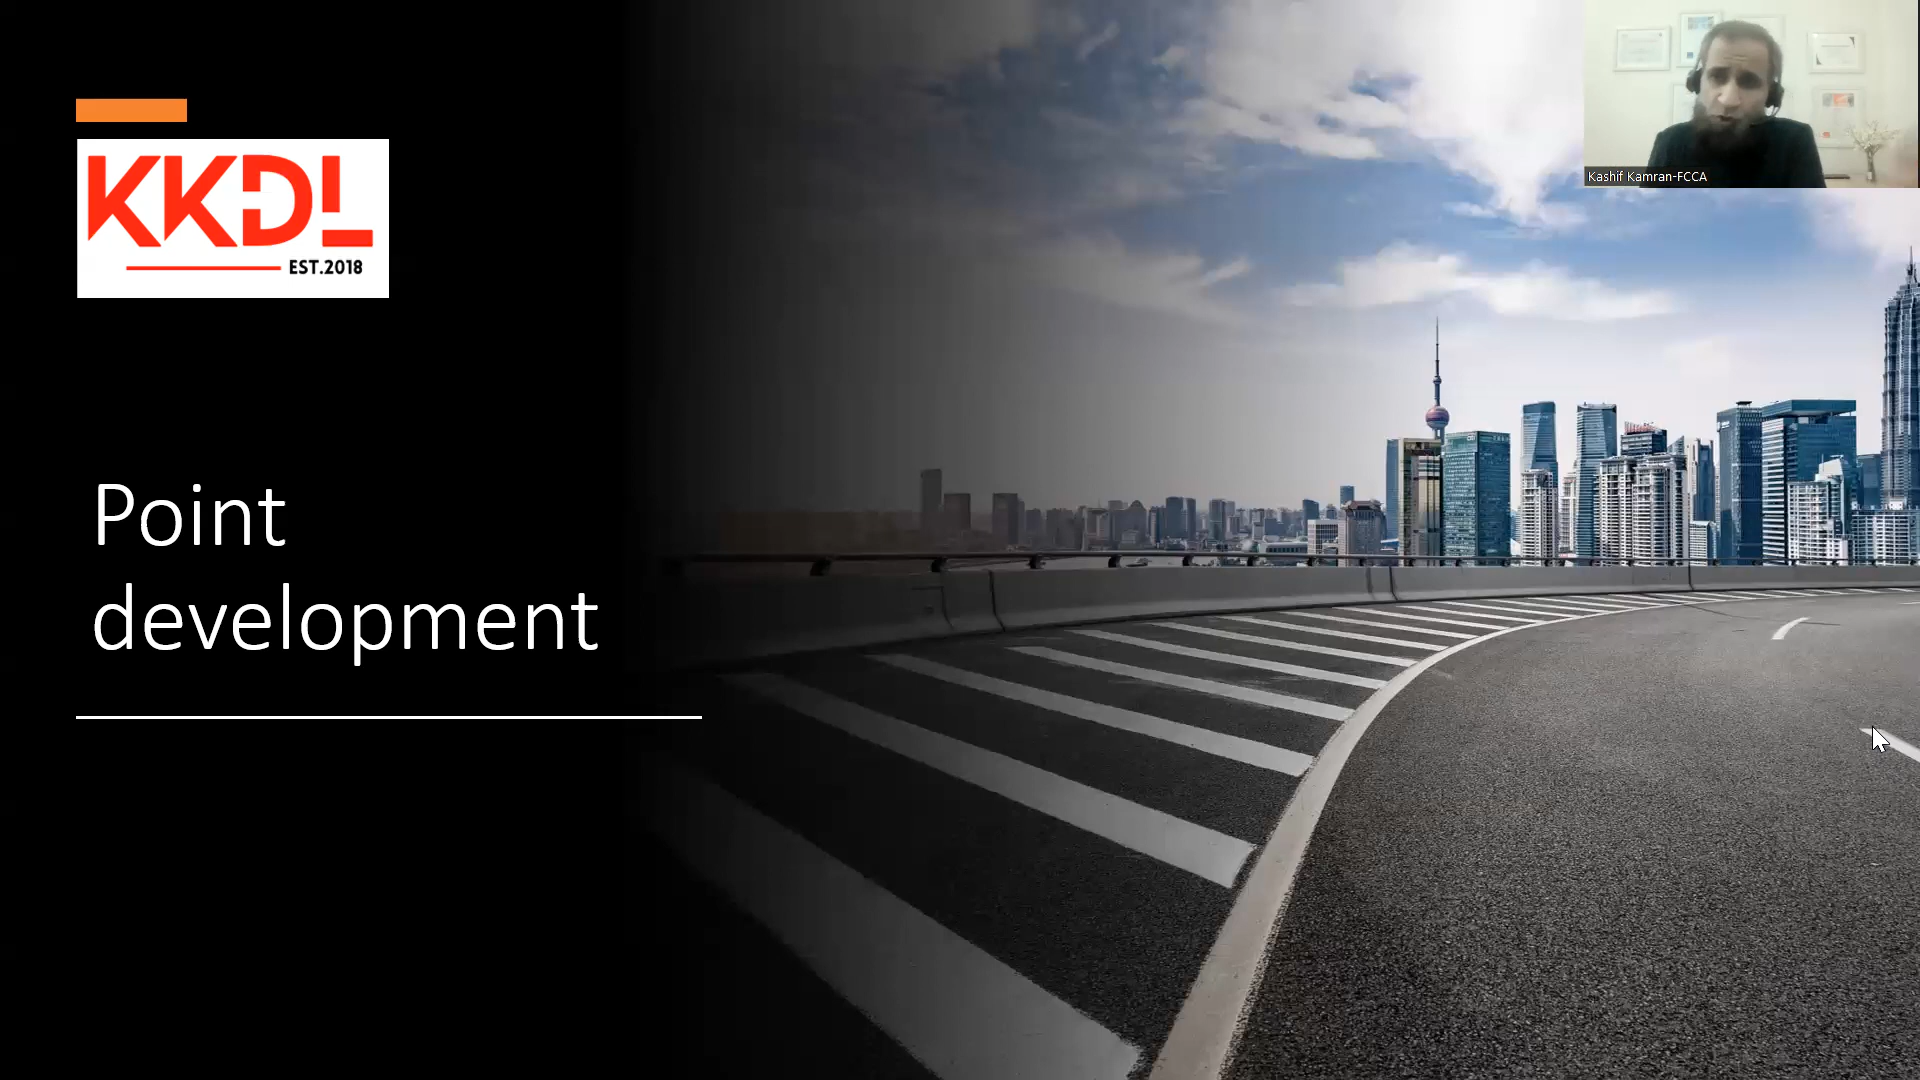 KKDL
EST.2018
Kashif Kamran-FCCA
Point
development